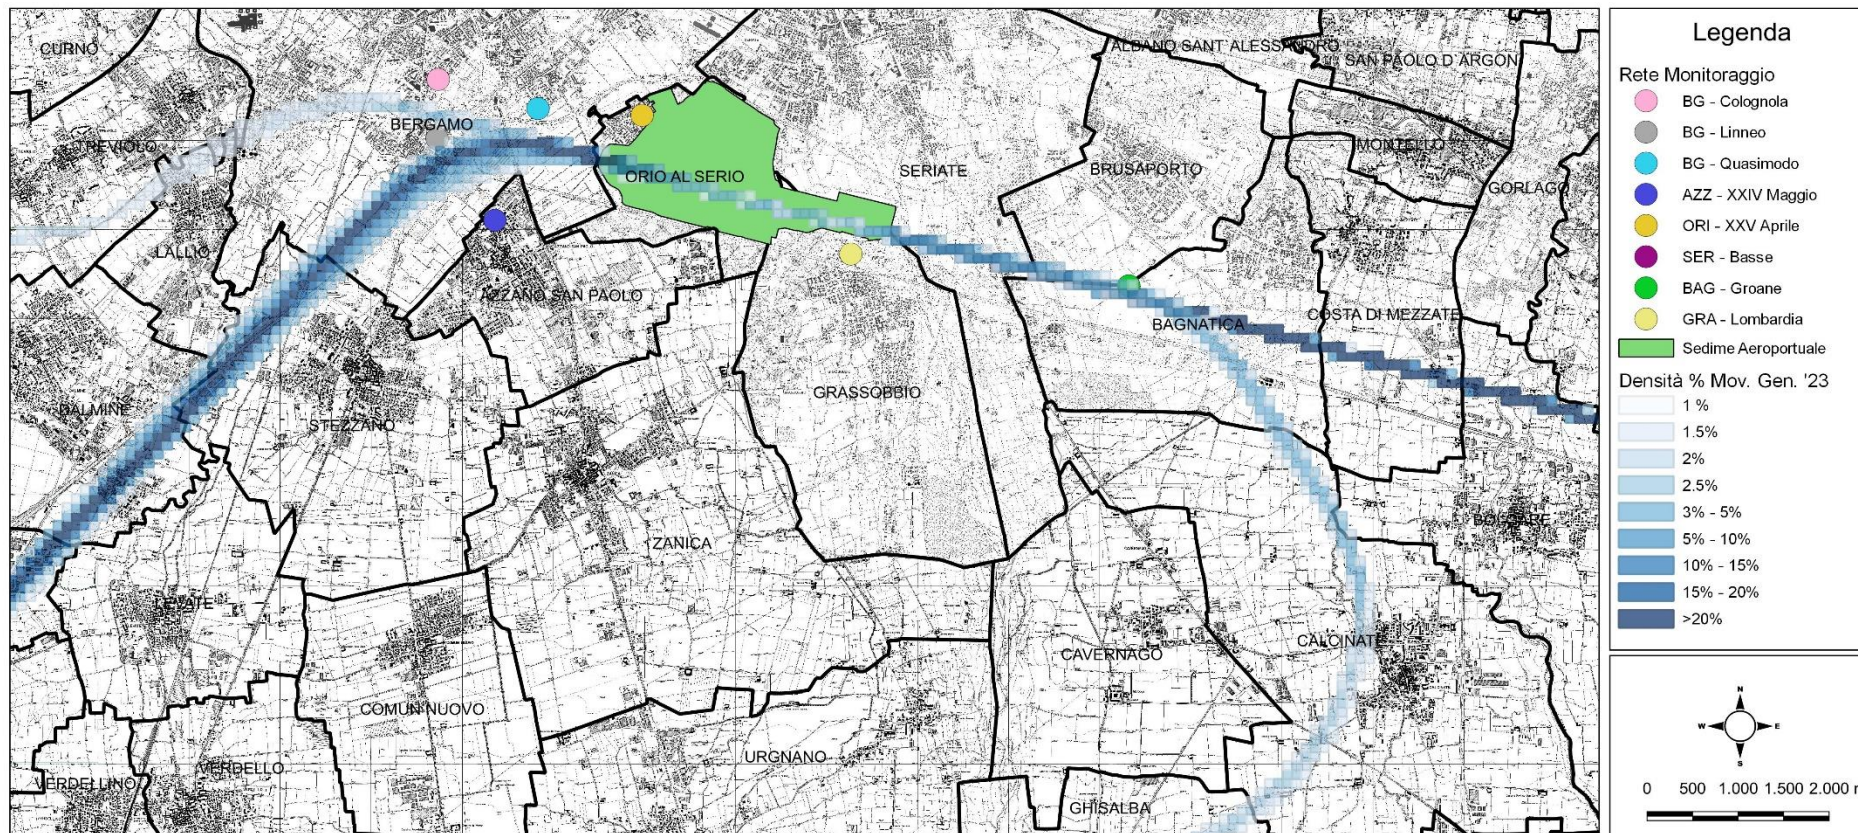 CURNO
ALBANO SANT'ALESSANDRO
SAN PAOLO D'ARGON
BERGAMO
TREVIOLO
MONTELLO
ORIO AL SERIO
SERIATE
BRUSAPORTO
GORLAGO
LALLIO
AZZANO SAN PAOLO
BAGNATICA
COSTA DI MEZZATE
GRASSOBBIO
DALMINE
STEZZANO
BOLGARE
ZANICA
LEVATE
CALCINATE
CAVERNAGO
COMUN NUOVO
URGNANO
VERDELLO
VERDELLINO
GHISALBA
Legenda
Rete Monitoraggio
BG - Colognola
BG - Linneo
BG - Quasimodo
AZZ - XXIV Maggio
ORI - XXV Aprile
SER - Basse
BAG - Groane
GRA - Lombardia
Sedime Aeroportuale
Densità % Mov. Gen. '23
1 %
1.5%
2%
2.5%
3% - 5%
5% - 10%
10% - 15%
15% - 20%
>20%
N
W E
S
0 500 1.000 1.500 2.000 r